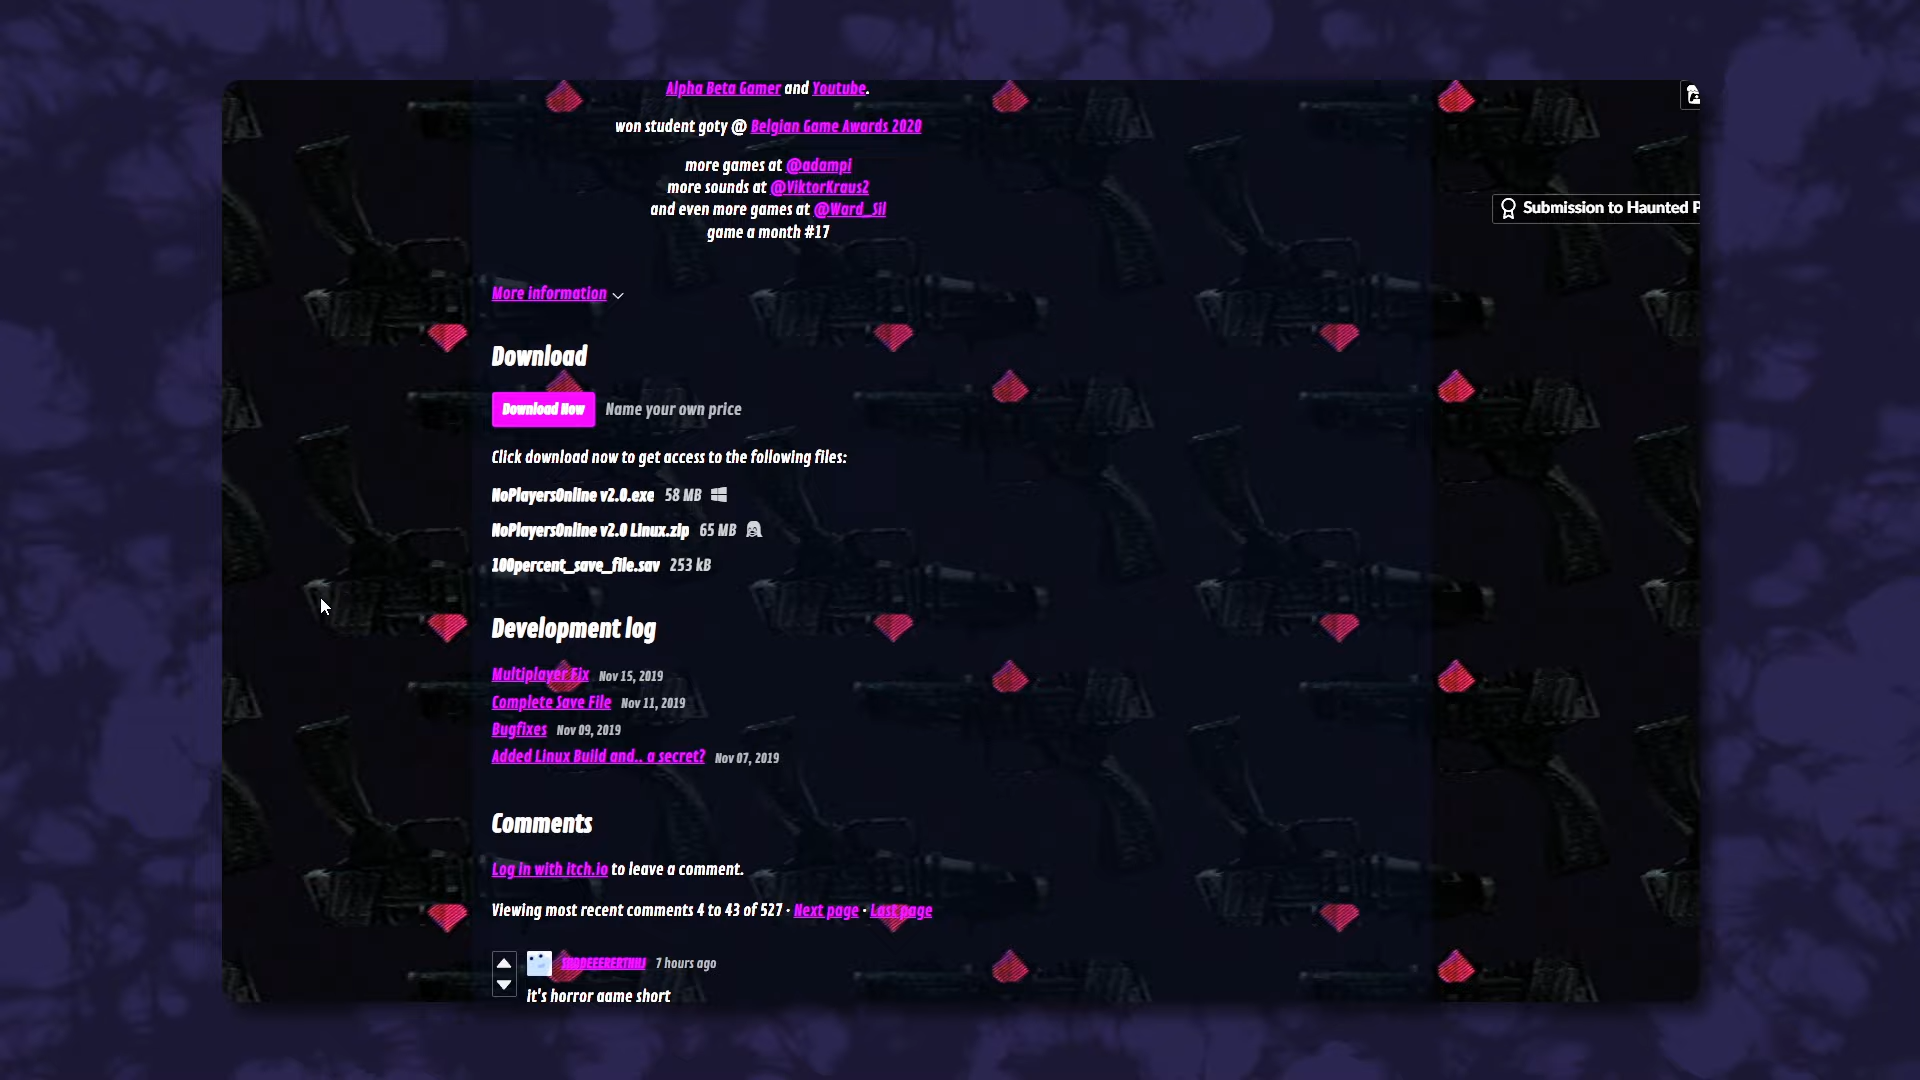 Alpha Beta Gamer and Youtube.
won student goty @ Belgian Game Awards 2020
more games at @adampi
more sounds at @ViktorKraus2
and even more games at @Ward_Sil
game a month #17
Submission to Haunted P
More information
Download
Download Now Name your own price
Click download now to get access to the following files:
NoPlayersOnline v2.0.exe 58 MB
NoPlayersOnline v2.0 Linux.zip 65 MB
100percent_save_file.sav 253 kB
Development log
Multiplayer Fix Nov 15, 2019
Complete Save File Nov 11, 2019
Bugfixes Nov 09, 2019
Added Linux Build and.. a secret? Nov 07, 2019
Comments
Log in with itch.io to leave a comment.
Viewing most recent comments 4 to 43 of 527 · Next page · Last page
7 hours ago
it's horror game short